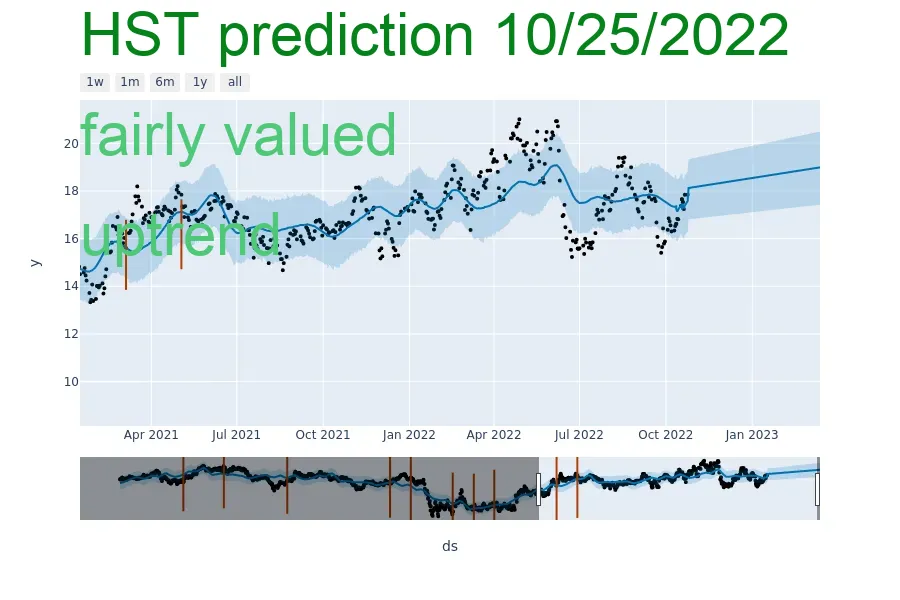 HST prediction 10/25/2022
1w 1m 6m 1y all
fairly valued
uptrend
y
20
18
16
14
12
10
Apr 2021 Jul 2021 Oct 2021 Jan 2022 Apr 2022 Jul 2022 Oct 2022 Jan 2023
ds